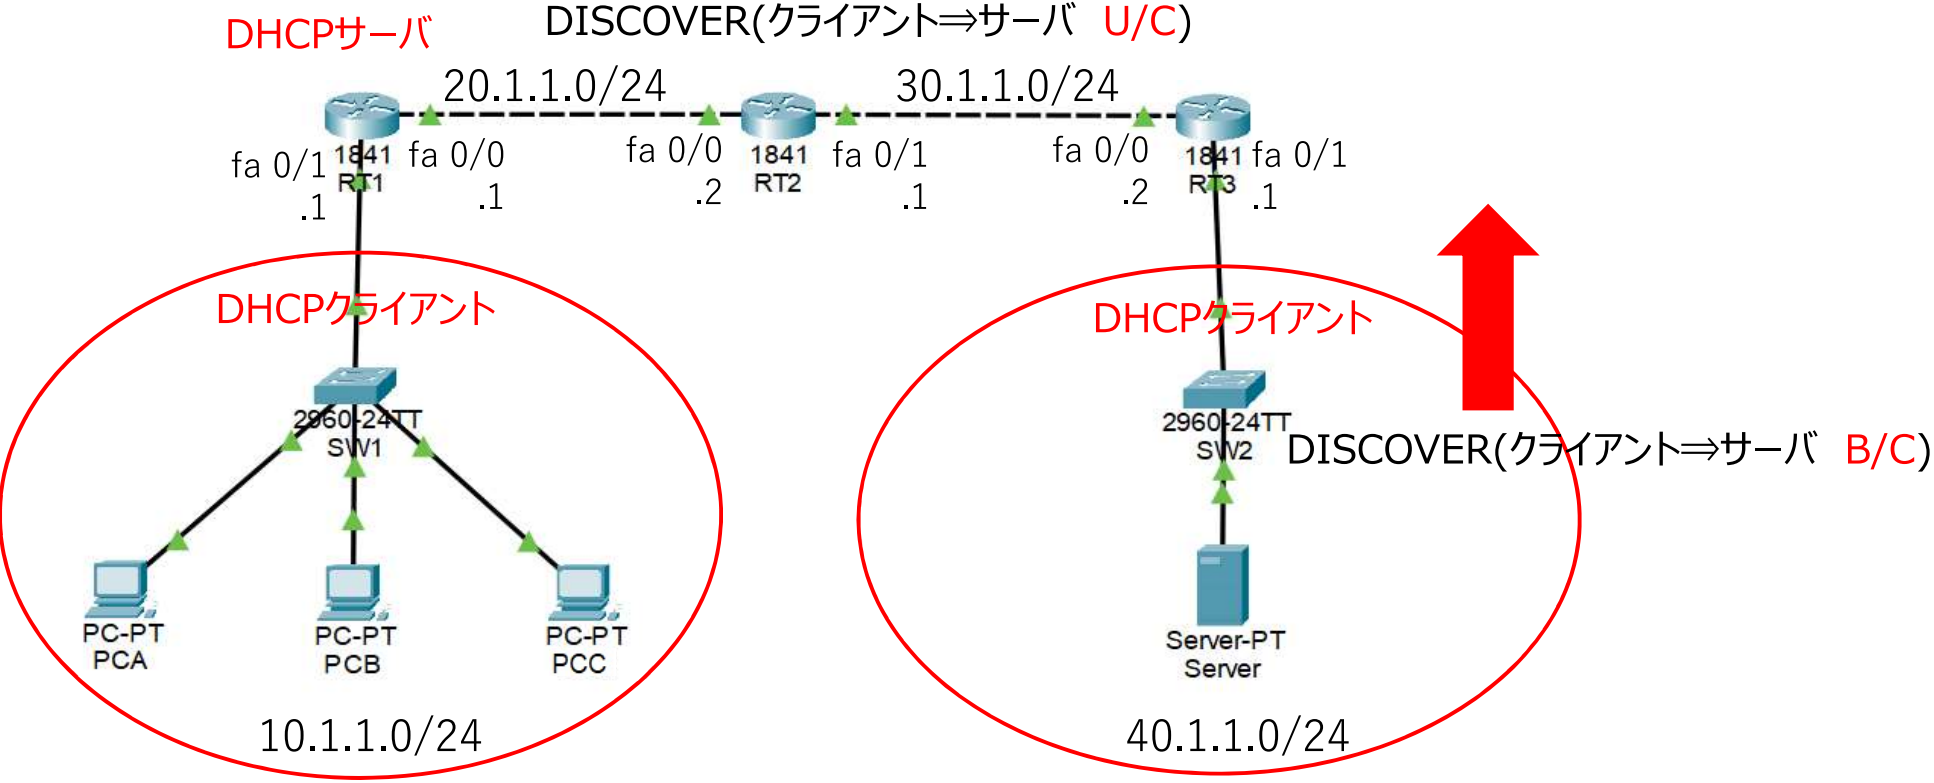 DISCOVER(クライアント⇒サーバ U/C)
DHCPサーバ
20.1.1.0/24
30.1.1.0/24
fa 0/1
.1
1841
RT1
fa 0/0
.1
fa 0/0
.2
1841
RT2
fa 0/1
.1
fa 0/0
.2
1841
RT3
fa 0/1
.1
DHCPクライアント
DHCPクライアント
2960-24TT
SW1
2960-24TT
SW2
DISCOVER(クライアント⇒サーバ B/C)
PC-PT
PCA
PC-PT
PCB
PC-PT
PCC
Server-PT
Server
10.1.1.0/24
40.1.1.0/24